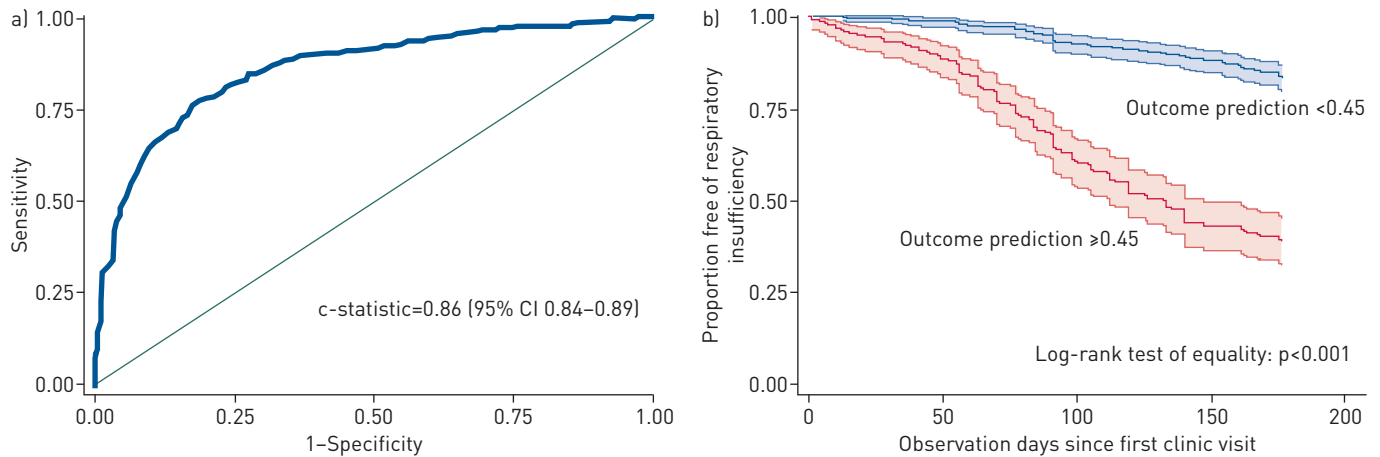 a)
1.00
0.75
0.50
0.25
0.00
Sensitivity
c-statistic=0.86 (95% CI 0.84–0.89)
0.00 0.25 0.50 0.75 1.00
1–Specificity
b)
1.00
0.75
0.50
0.25
0.00
Proportion free of respiratory
insufficiency
Outcome prediction <0.45
Outcome prediction ⩾0.45
Log-rank test of equality: p<0.001
0 50 100 150 200
Observation days since first clinic visit